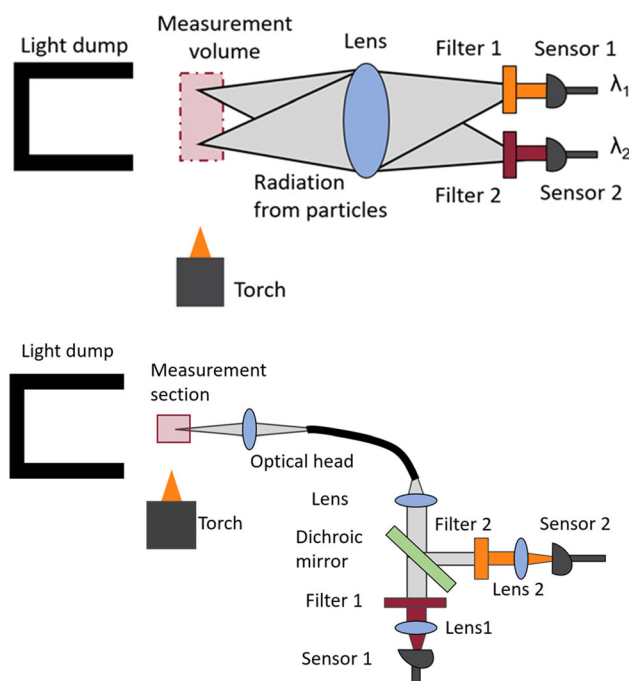 Measurement
volume
Light dump
Lens
Filter 1
Sensor 1
λ1
λ2
Radiation
from particles
Filter 2
Sensor 2
Torch
Light dump
Measurement
section
Optical head
Torch
Lens
Filter 2
Sensor 2
Dichroic
mirror
Lens 2
Filter 1
Lens1
Sensor 1